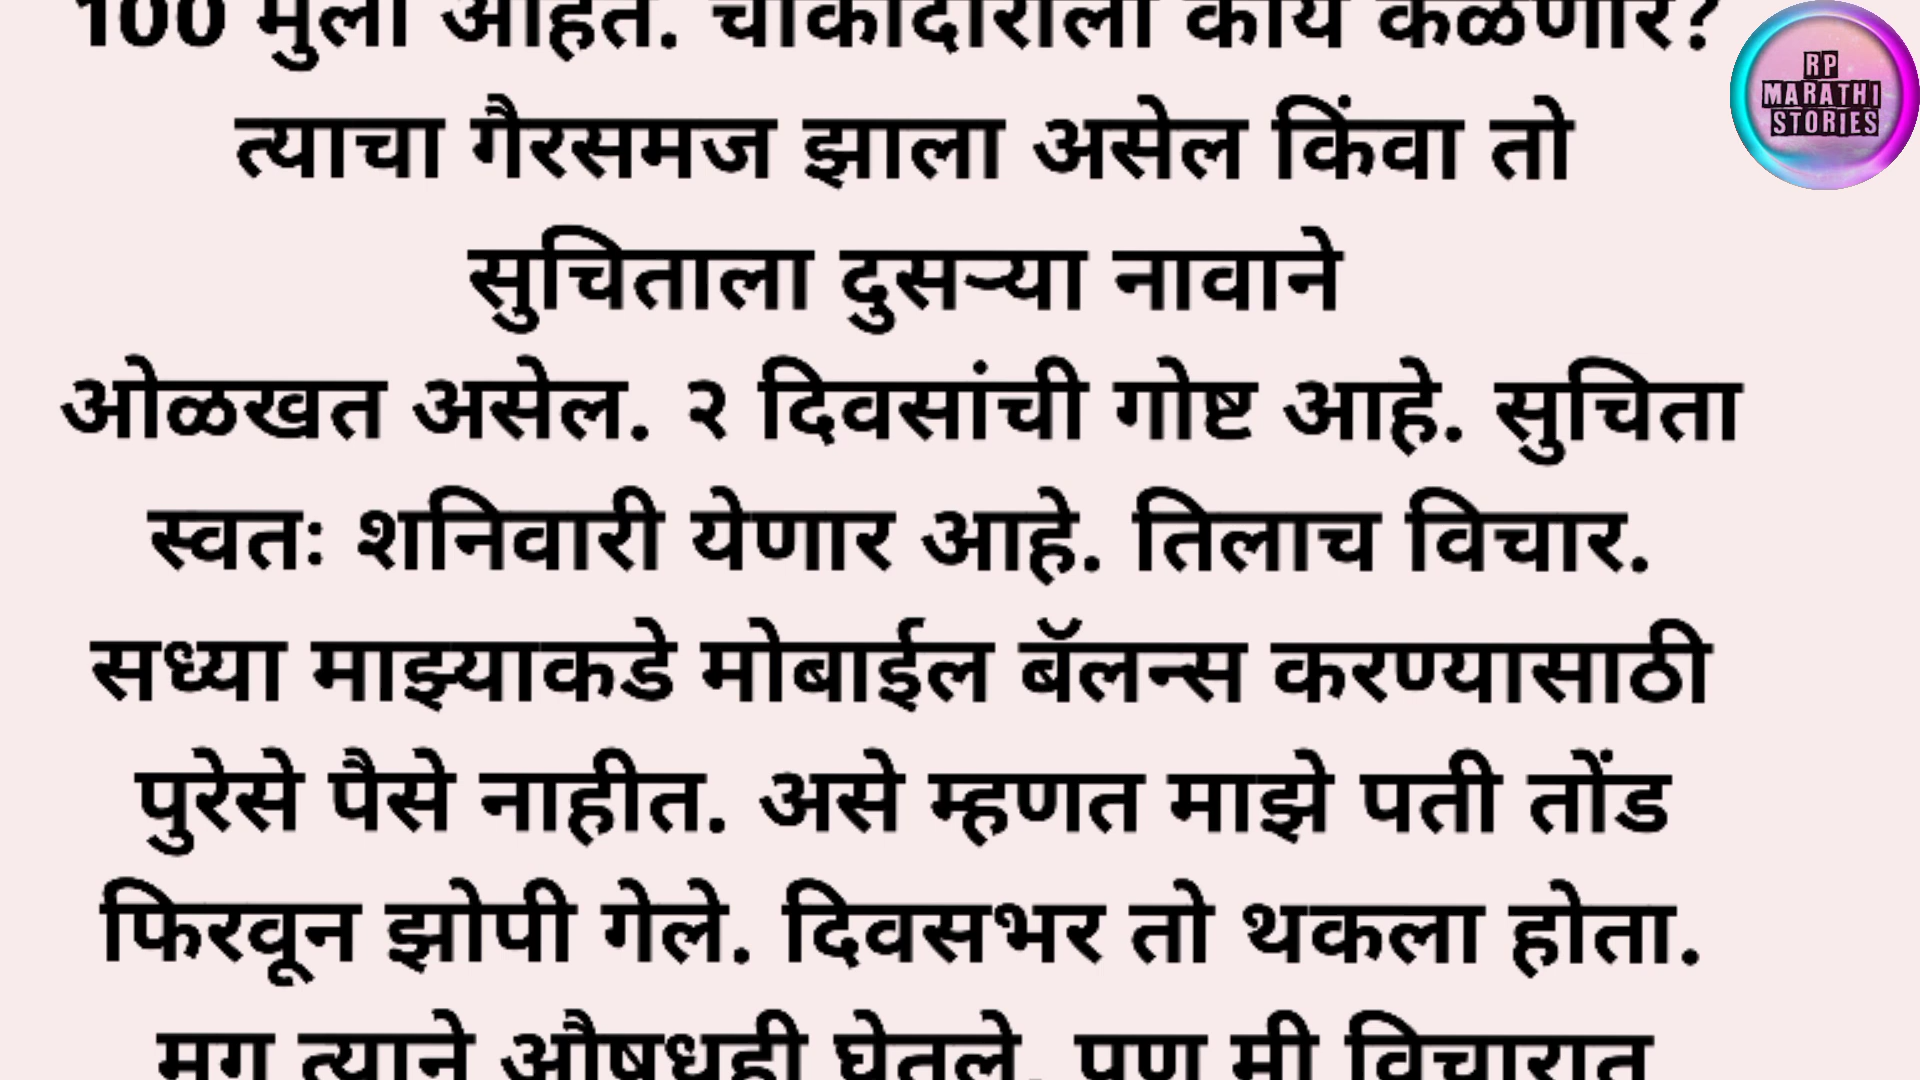 100 मुली आहेत. चौकीदाराला काय कळणार?
त्याचा गैरसमज झाला असेल किंवा तो
सुचिताला दुसऱ्या नावाने
ओळखत असेल. २ दिवसांची गोष्ट आहे. सुचिता
स्वतः शनिवारी येणार आहे. तिलाच विचार.
सध्या माझ्याकडे मोबाईल बॅलन्स करण्यासाठी
पुरेसे पैसे नाहीत. असे म्हणत माझे पती तोंड
फिरवून झोपी गेले. दिवसभर तो थकला होता.
मग त्याने औषधही घेतले. पण मी विचारात
RP
MARATHI
STORIES